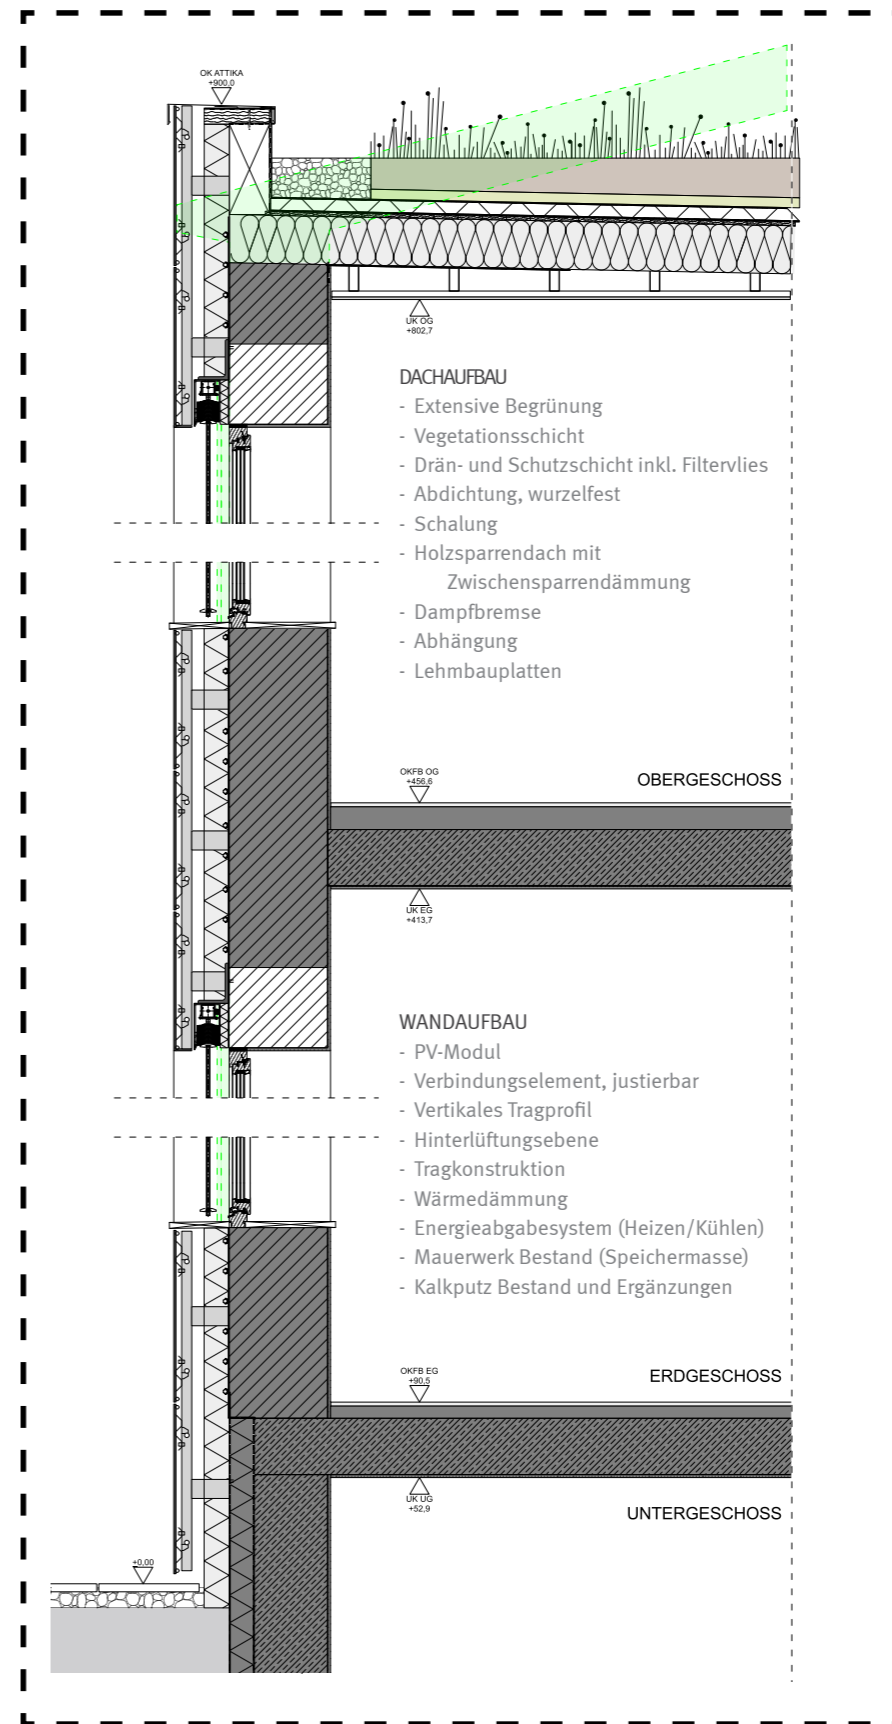 OK ATTIKA
+900,0
UK OG
+802,7
DACHAUFBAU
- Extensive Begrünung
- Vegetationsschicht
- Drän- und Schutzschicht inkl. Filtervlies
- Abdichtung, wurzelfest
- Schalung
- Holzsparrendach mit
Zwischensparrendämmung
- Dampfbremse
- Abhängung
- Lehmbauplatten
OKFB OG
+456,6
OBERGESCHOSS
UK EG
+413,7
WANDAUFBAU
- PV-Modul
- Verbindungselement, justierbar
- Vertikales Tragprofil
- Hinterlüftungsebene
- Tragkonstruktion
- Wärmedämmung
- Energieabgabesystem (Heizen/Kühlen)
- Mauerwerk Bestand (Speichermasse)
- Kalkputz Bestand und Ergänzungen
OKFB EG
+90,5
ERDGESCHOSS
UK UG
+52,9
UNTERGESCHOSS
+0,00